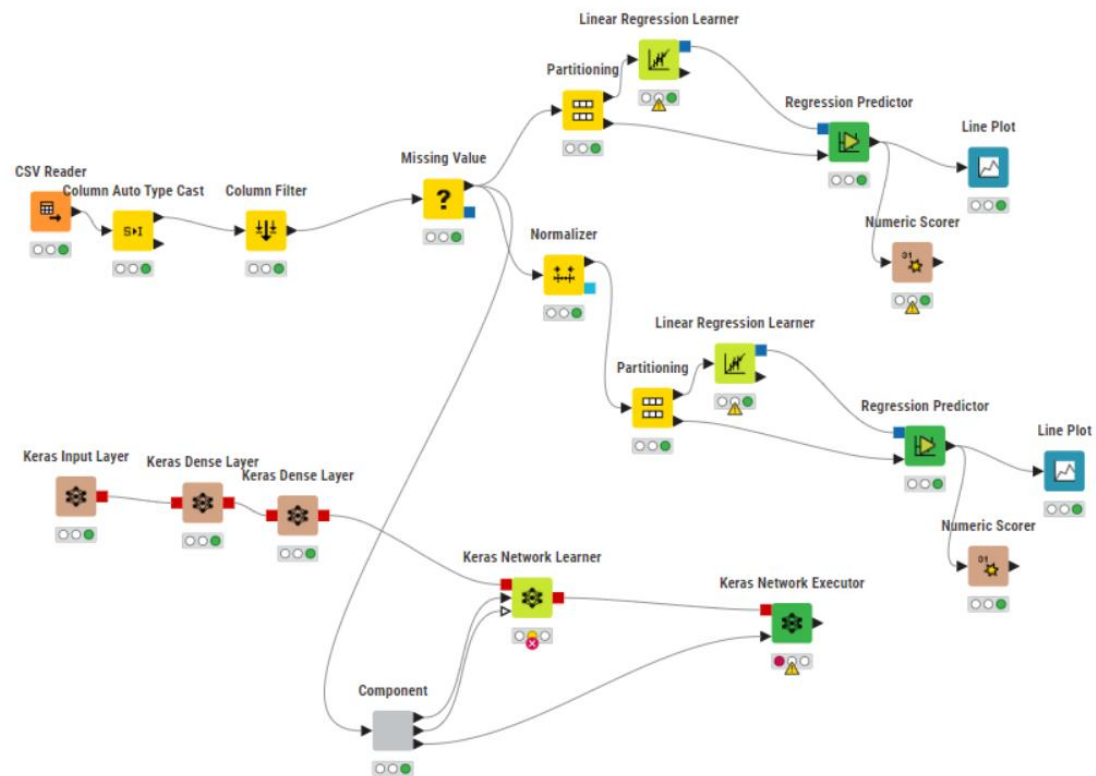 Linear Regression Learner
Partitioning
Regression Predictor
Line Plot
Missing Value
CSV Reader
Column Auto Type Cast
Column Filter
S I
?
Numeric Scorer
01
Normalizer
Linear Regression Learner
Partitioning
Regression Predictor
Line Plot
Keras Input Layer
Keras Dense Layer
Keras Dense Layer
Numeric Scorer
01
Keras Network Learner
Keras Network Executor
Component